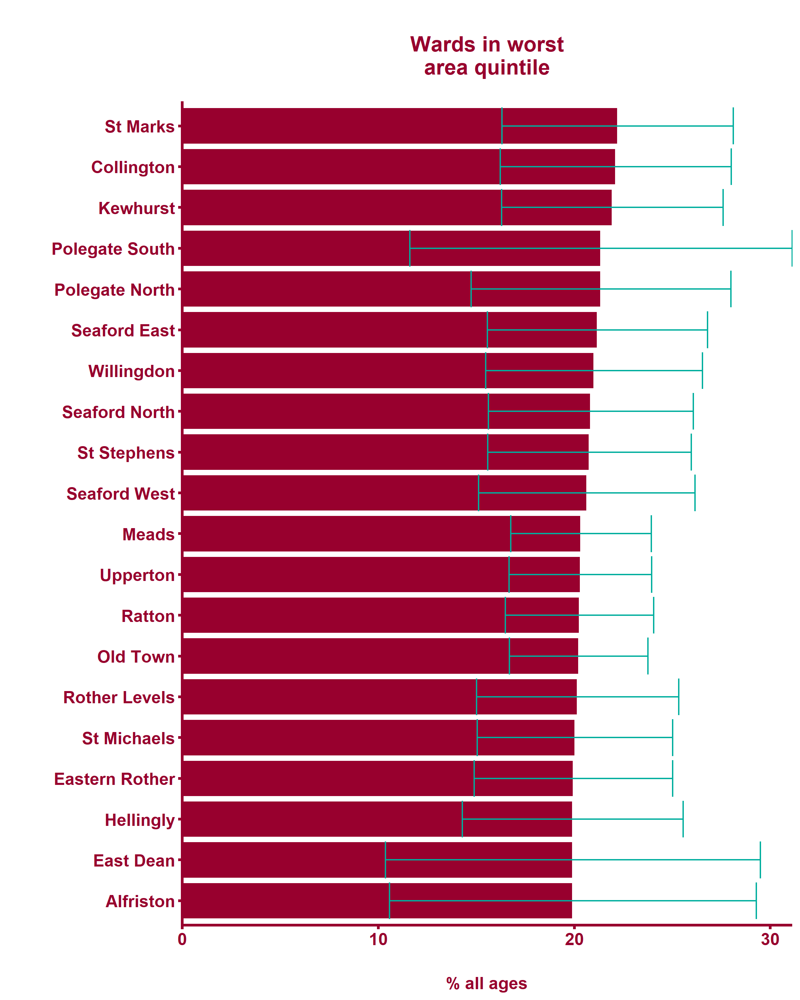 Wards in worst
area quintile
St Marks
Collington
Kewhurst
Polegate South
Polegate North
Seaford East
Willingdon
Seaford North
St Stephens
Seaford West
Meads
Upperton
Ratton
Old Town
Rother Levels
St Michaels
Eastern Rother
Hellingly
East Dean
Alfriston
0 10 20 30
% all ages